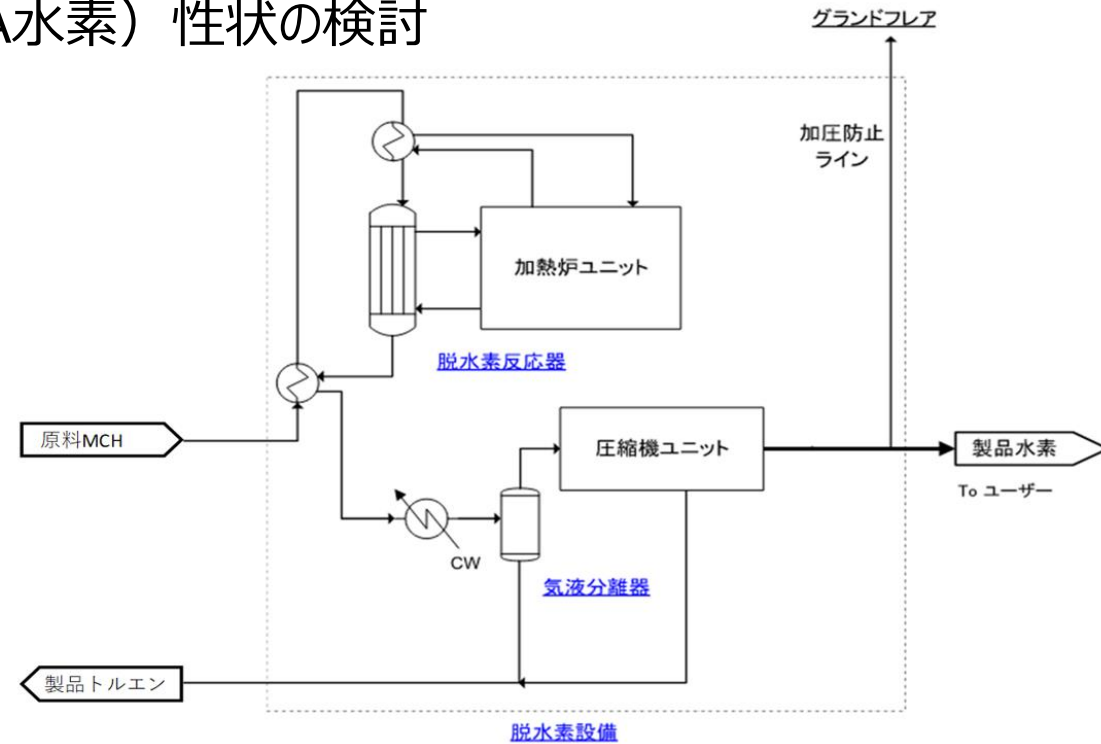 A水素）性状の検討
グランドフレア
加圧防止
ライン
加熱炉ユニット
脱水素反応器
原料MCH
圧縮機ユニット
製品水素
To ユーザー
CW
気液分離器
製品トルエン
脱水素設備